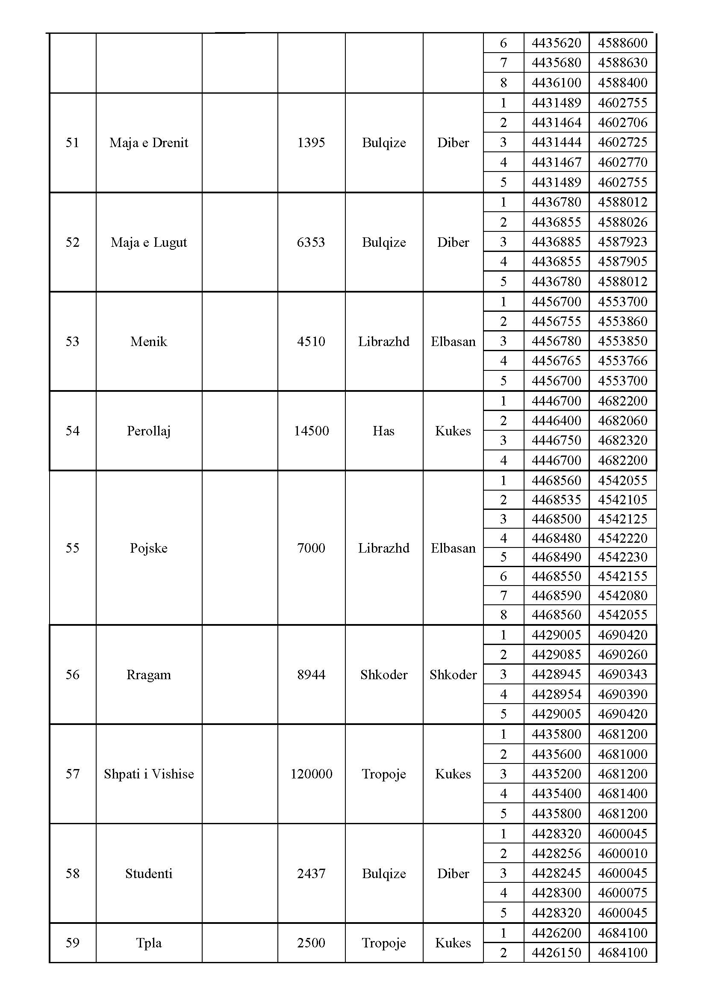 6 4435620 4588600
7 4435680 4588630
8 4436100 4588400
51 Maja e Drenit 1395 Bulqize Diber
1 4431489 4602755
2 4431464 4602706
3 4431444 4602725
4 4431467 4602770
5 4431489 4602755
52 Maja e Lugut 6353 Bulqize Diber
1 4436780 4588012
2 4436855 4588026
3 4436885 4587923
4 4436855 4587905
5 4436780 4588012
53 Menik 4510 Librazhd Elbasan
1 4456700 4553700
2 4456755 4553860
3 4456780 4553850
4 4456765 4553766
5 4456700 4553700
54 Perollaj 14500 Has Kukes
1 4446700 4682200
2 4446400 4682060
3 4446750 4682320
4 4446700 4682200
55 Pojske 7000 Librazhd Elbasan
1 4468560 4542055
2 4468535 4542105
3 4468500 4542125
4 4468480 4542220
5 4468490 4542230
6 4468550 4542155
7 4468590 4542080
8 4468560 4542055
56 Rragam 8944 Shkoder Shkoder
1 4429005 4690420
2 4429085 4690260
3 4428945 4690343
4 4428954 4690390
5 4429005 4690420
57 Shpati i Vishise 120000 Tropoje Kukes
1 4435800 4681200
2 4435600 4681000
3 4435200 4681200
4 4435400 4681400
5 4435800 4681200
58 Studenti 2437 Bulqize Diber
1 4428320 4600045
2 4428256 4600010
3 4428245 4600045
4 4428300 4600075
5 4428320 4600045
59 Tpla 2500 Tropoje Kukes
1 4426200 4684100
2 4426150 4684100